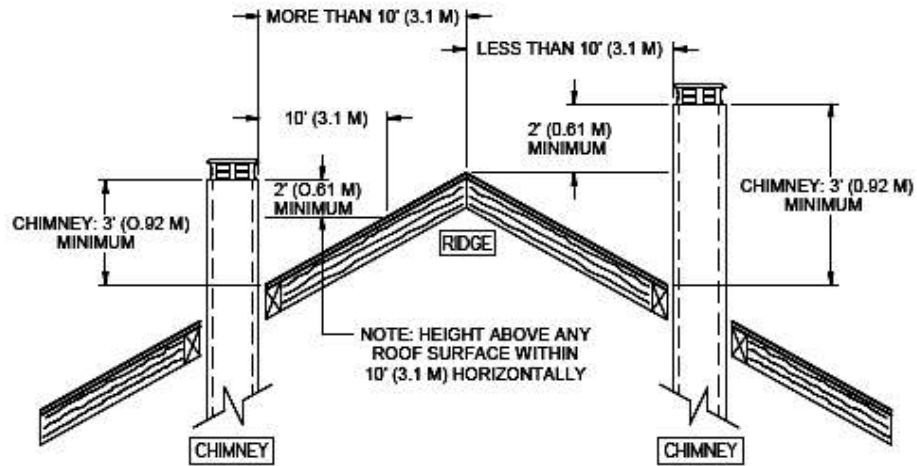 MORE THAN 10' (3.1 M)
LESS THAN 10' (3.1 M)
10' (3.1 M)
2' (0.61 M)
MINIMUM
CHIMNEY: 3' (0.92 M)
MINIMUM
2' (0.61 M)
MINIMUM
CHIMNEY: 3' (0.92 M)
MINIMUM
RIDGE
NOTE: HEIGHT ABOVE ANY
ROOF SURFACE WITHIN
10' (3.1 M) HORIZONTALLY
CHIMNEY
CHIMNEY